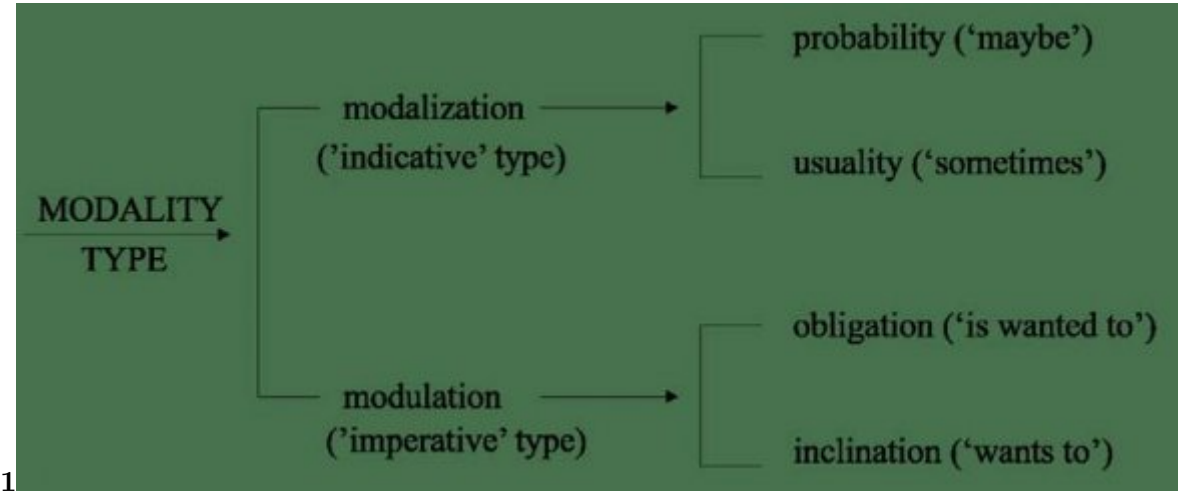 probability (‘maybe’)
modalization
(’indicative’ type)
usuality (‘sometimes’)
MODALITY
TYPE
obligation (‘is wanted to’)
modulation
(’imperative’ type)
inclination (‘wants to’)
1